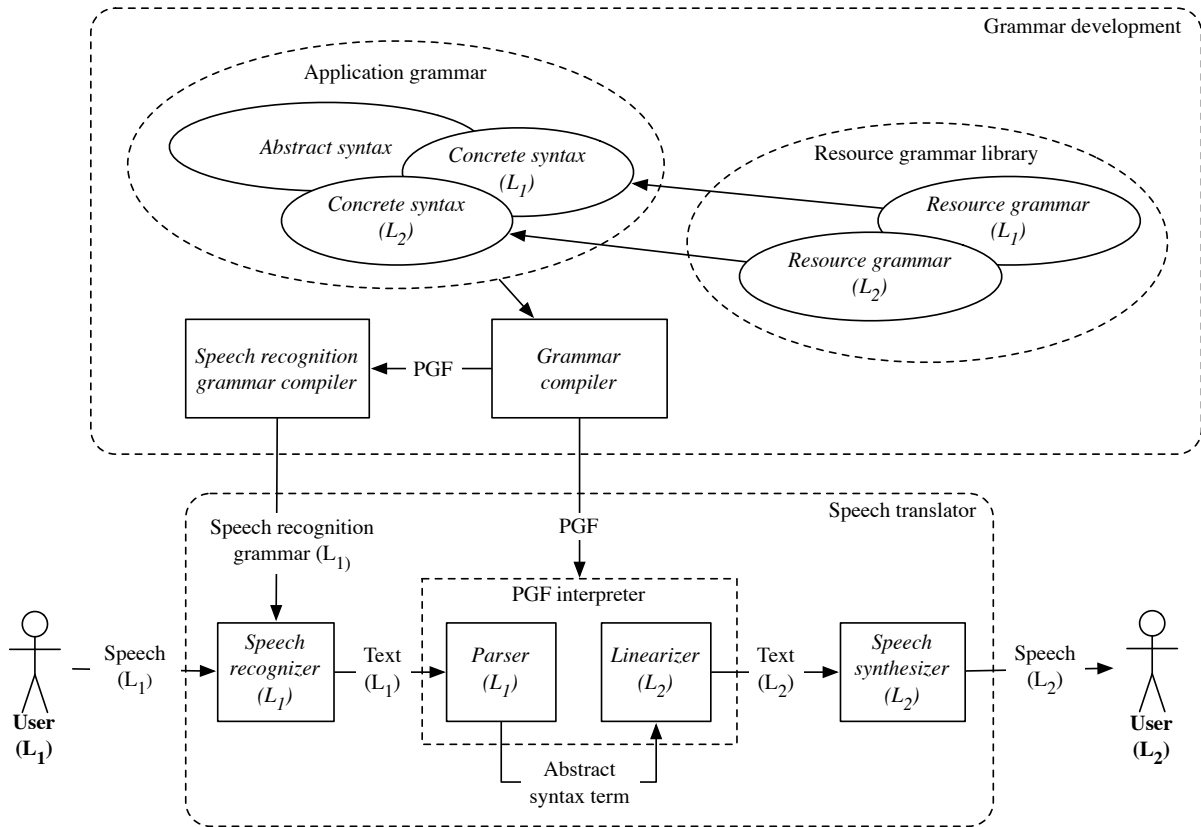 Grammar development
Application grammar
Abstract syntax
Concrete syntax
(L1)
Concrete syntax
(L2)
Resource grammar library
Resource grammar
(L1)
Resource grammar
(L2)
Speech recognition
grammar compiler
PGF
Grammar
compiler
Speech translator
Speech recognition
grammar (L1)
PGF
PGF interpreter
User
(L1)
Speech
(L1)
Speech
recognizer
(L1)
Text
(L1)
Parser
(L1)
Linearizer
(L2)
Text
(L2)
Speech
synthesizer
(L2)
Speech
(L2)
User
(L2)
Abstract
syntax term